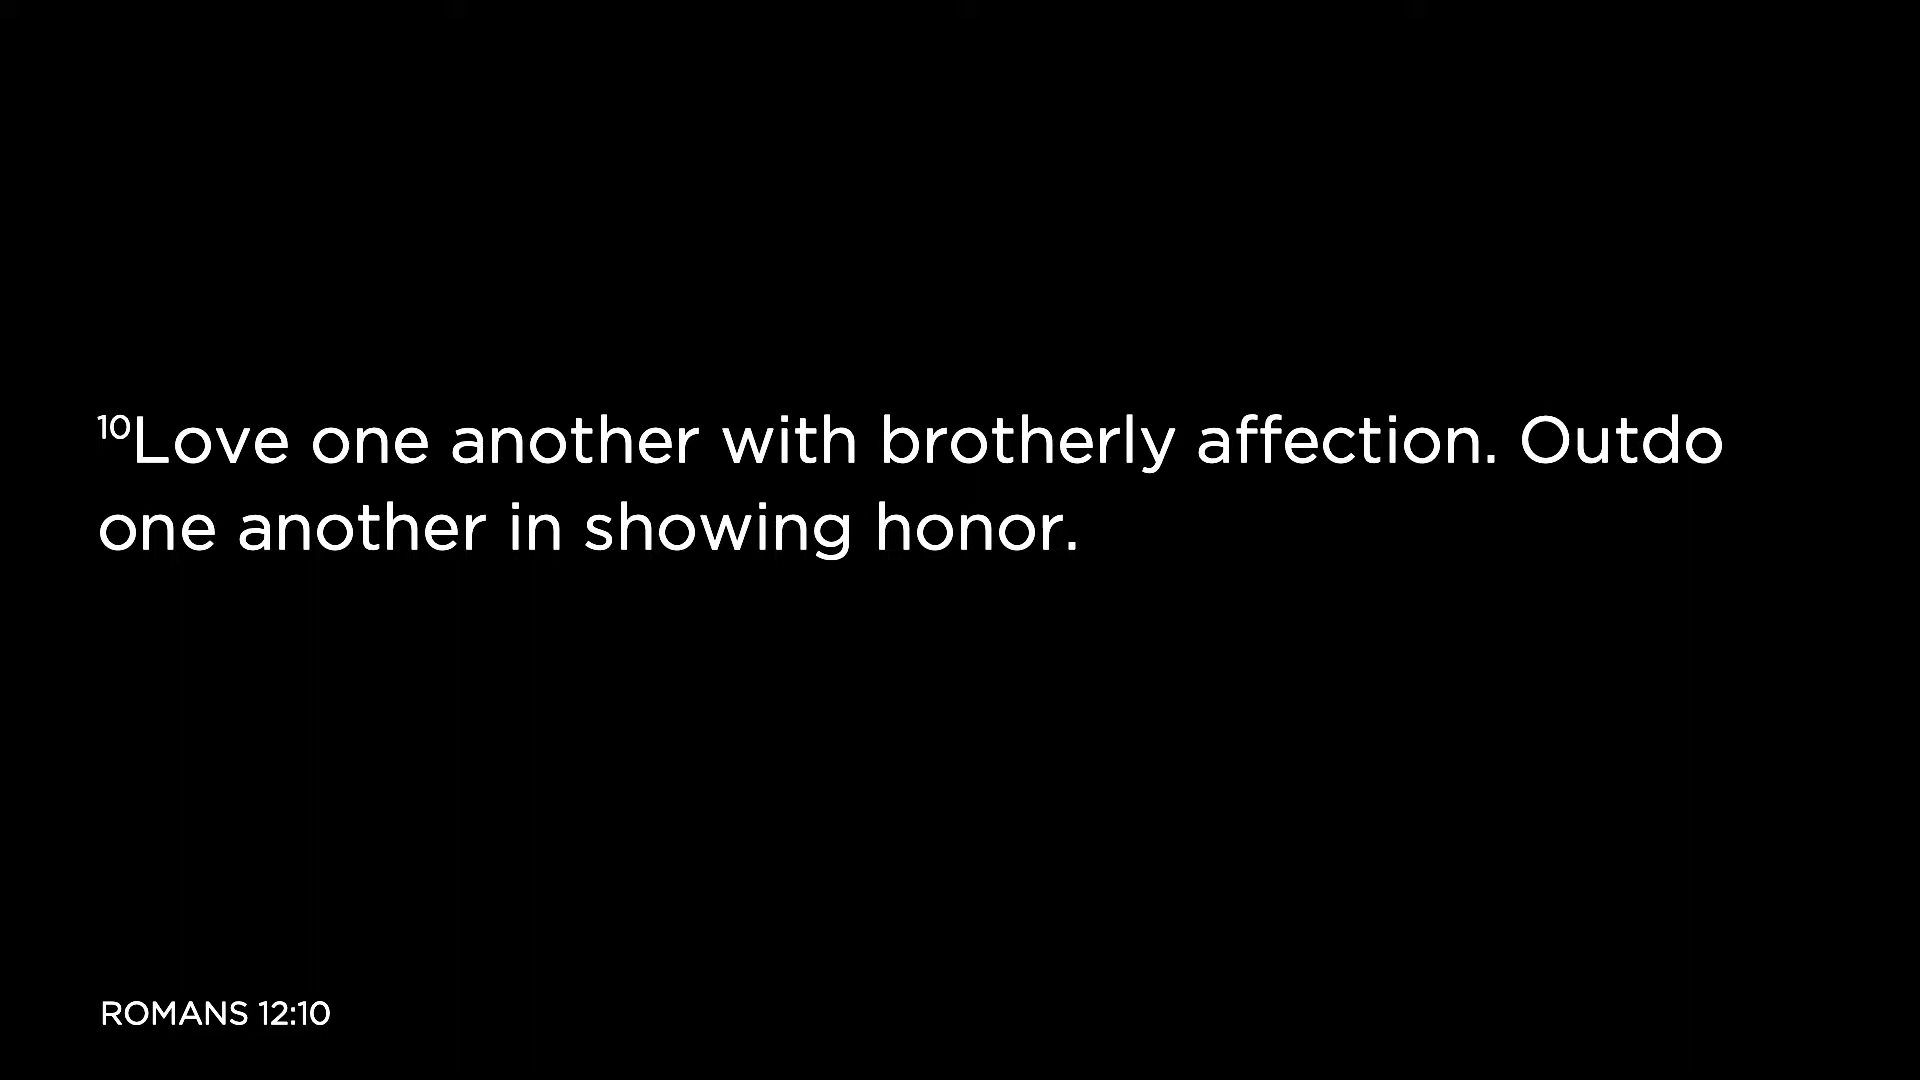 ¹⁰Love one another with brotherly affection. Outdo
one another in showing honor.
ROMANS 12:10